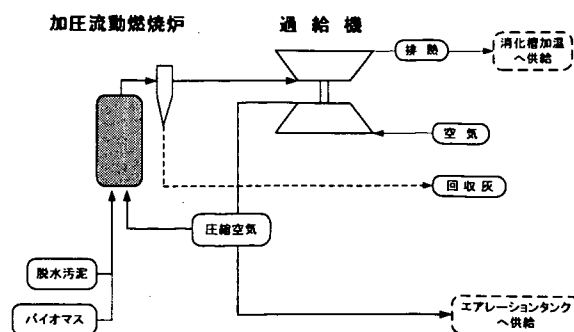 加圧流動燃焼炉
過給機
排熱
消化槽加温
へ供給
空気
回収灰
圧縮空気
脱水汚泥
バイオマス
エアレーションタンク
へ供給